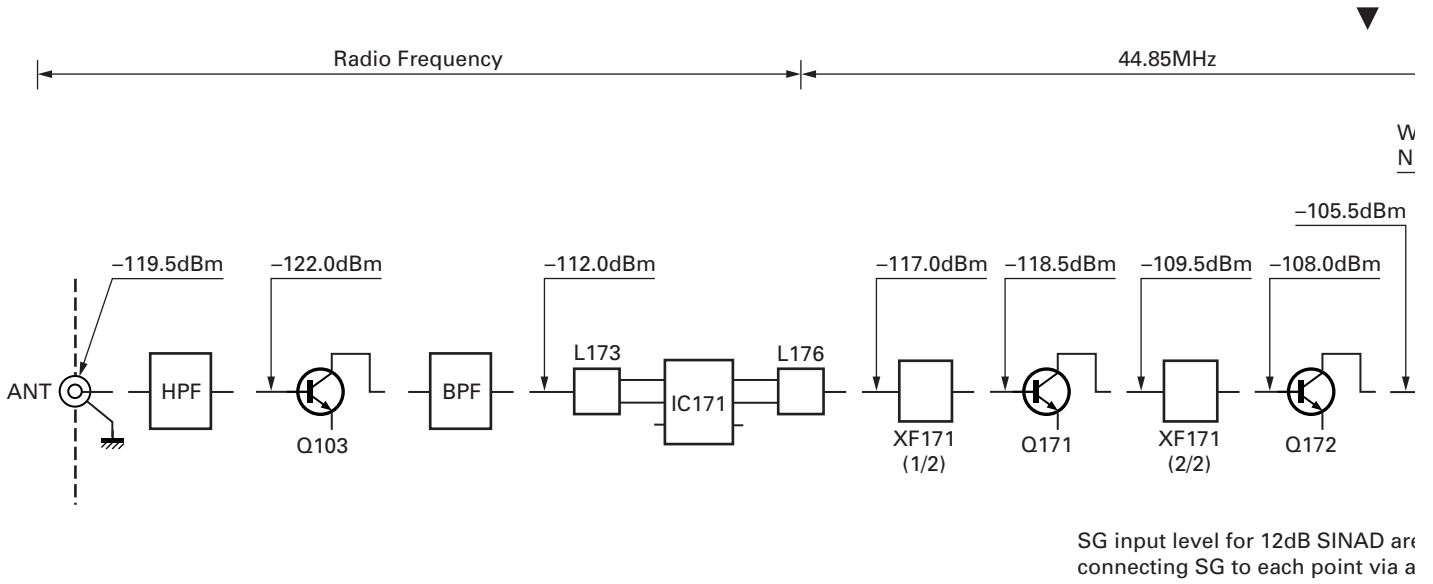 Radio Frequency
44.85MHz
W
N
–105.5dBm
–119.5dBm
–122.0dBm
–112.0dBm
–117.0dBm
–118.5dBm
–109.5dBm
–108.0dBm
L173
L176
ANT
HPF
BPF
IC171
Q103
XF171
(1/2)
Q171
XF171
(2/2)
Q172
SG input level for 12dB SINAD are
connecting SG to each point via a